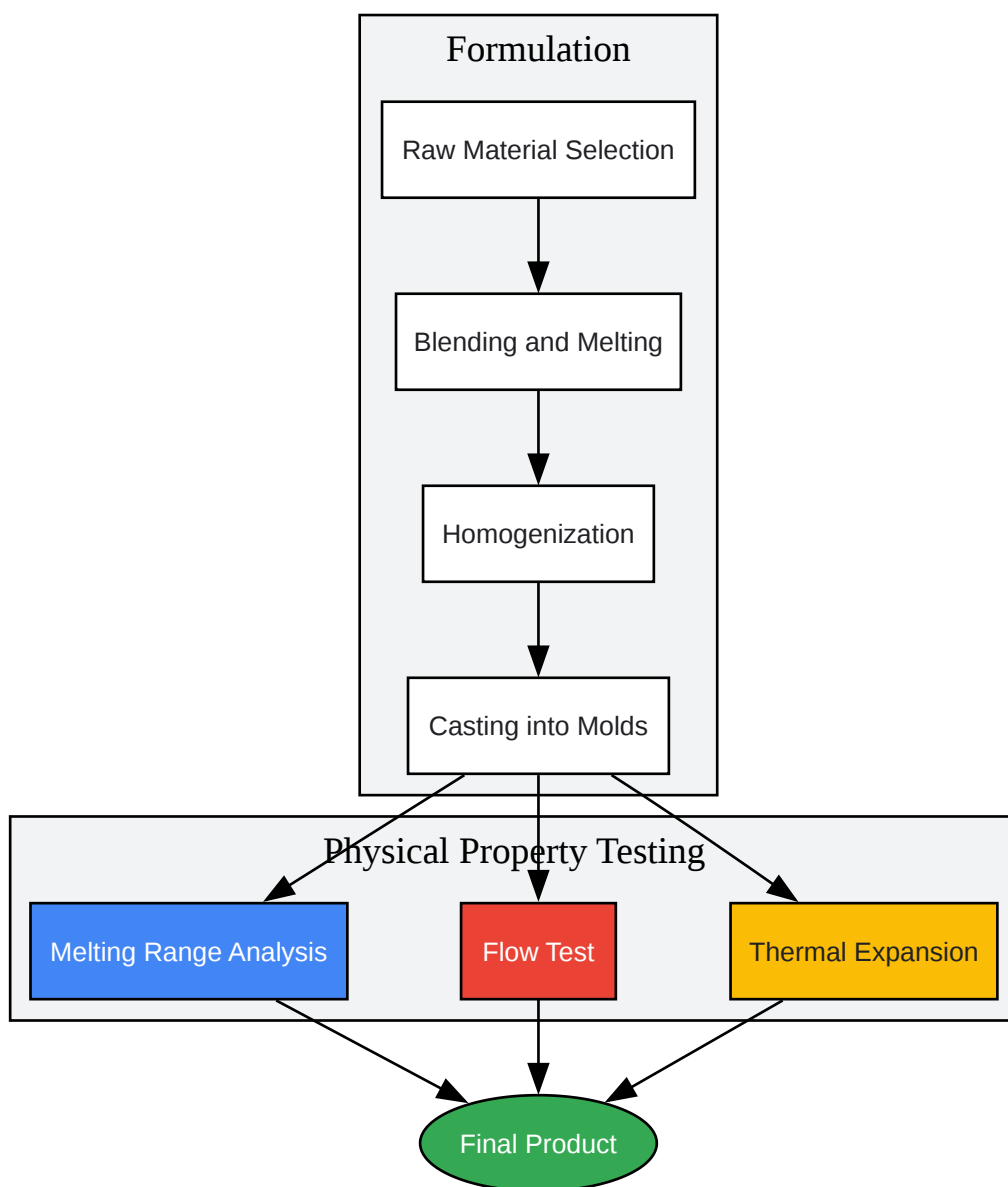 Formulation
Raw Material Selection
Blending and Melting
Homogenization
Casting into Molds
Physical Property Testing
Melting Range Analysis
Flow Test
Thermal Expansion
Final Product